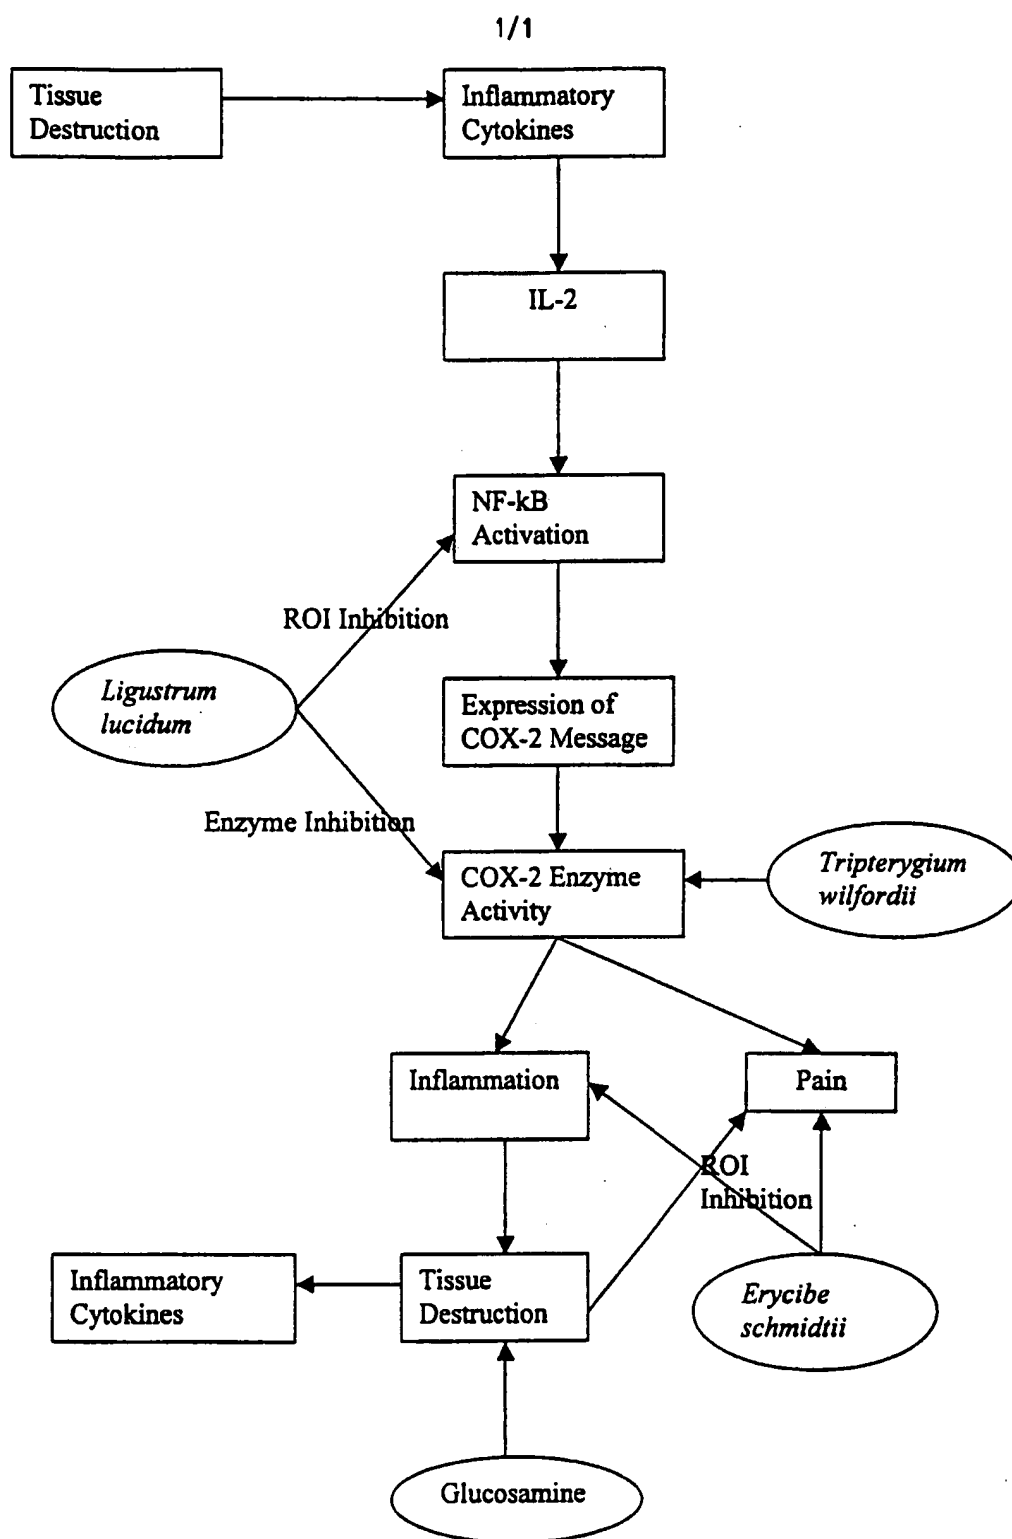 1/1
Tissue
Destruction
Inflammatory
Cytokines
IL-2
NF-kB
Activation
ROI Inhibition
Ligustrum
lucidum
Expression of
COX-2 Message
Enzyme Inhibition
COX-2 Enzyme
Activity
Tripterygium
wilfordii
Inflammation
Pain
ROI
Inhibition
Inflammatory
Cytokines
Tissue
Destruction
Erycibe
schmidtii
Glucosamine